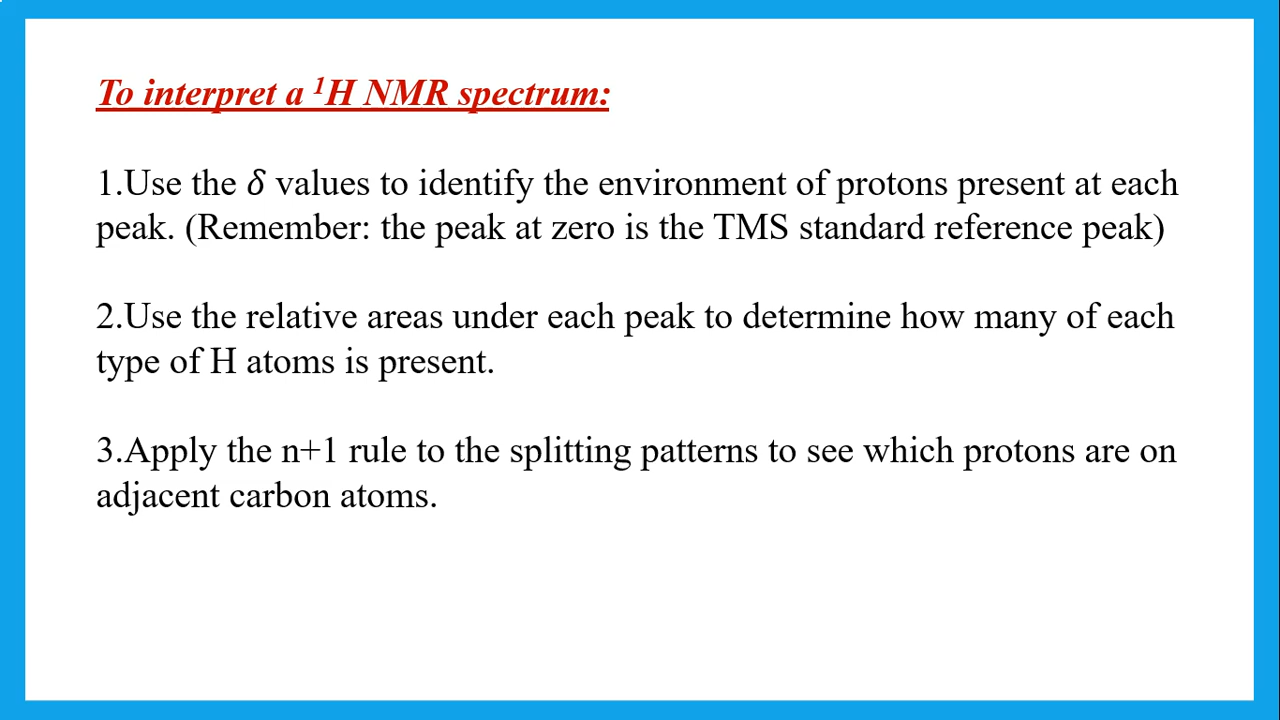 To interpret a ¹H NMR spectrum:
1.Use the 𝛿 values to identify the environment of protons present at each
peak. (Remember: the peak at zero is the TMS standard reference peak)
2.Use the relative areas under each peak to determine how many of each
type of H atoms is present.
3.Apply the n+1 rule to the splitting patterns to see which protons are on
adjacent carbon atoms.